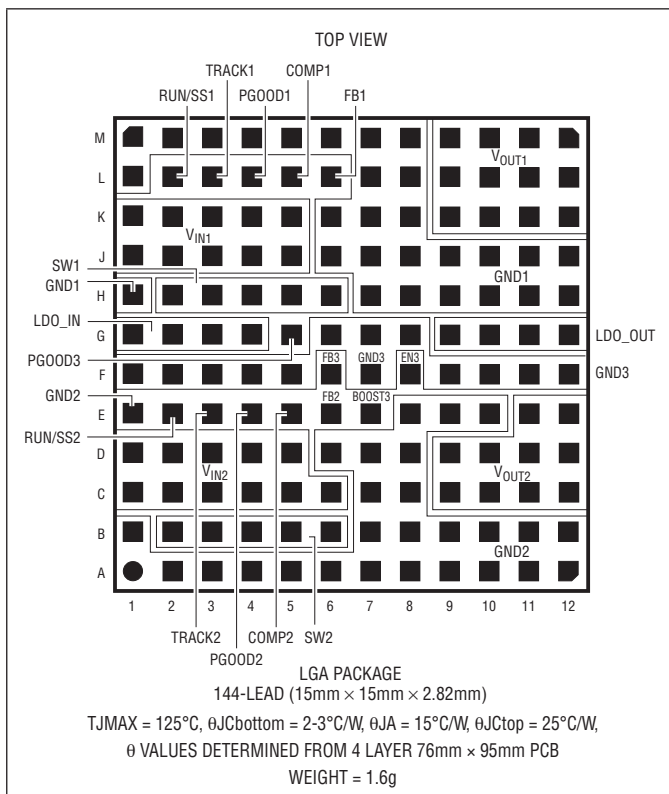 TOP VIEW
TRACK1 COMP1
RUN/SS1 PGOOD1 FB1
M
VOUT1
L
K
VIN1
J
SW1
GND1
GND1
H
LDO_IN
G
LDO_OUT
PGOOD3
FB3 GND3 EN3
F
GND3
GND2
FB2 BOOST3
E
RUN/SS2
D
VIN2
VOUT2
C
B
GND2
A
1 2 3 4 5 6 7 8 9 10 11 12
TRACK2 COMP2 SW2
PGOOD2
LGA PACKAGE
144-LEAD (15mm × 15mm × 2.82mm)
TJMAX = 125°C, θJCbottom = 2-3°C/W, θJA = 15°C/W, θJCtop = 25°C/W,
θ VALUES DETERMINED FROM 4 LAYER 76mm × 95mm PCB
WEIGHT = 1.6g